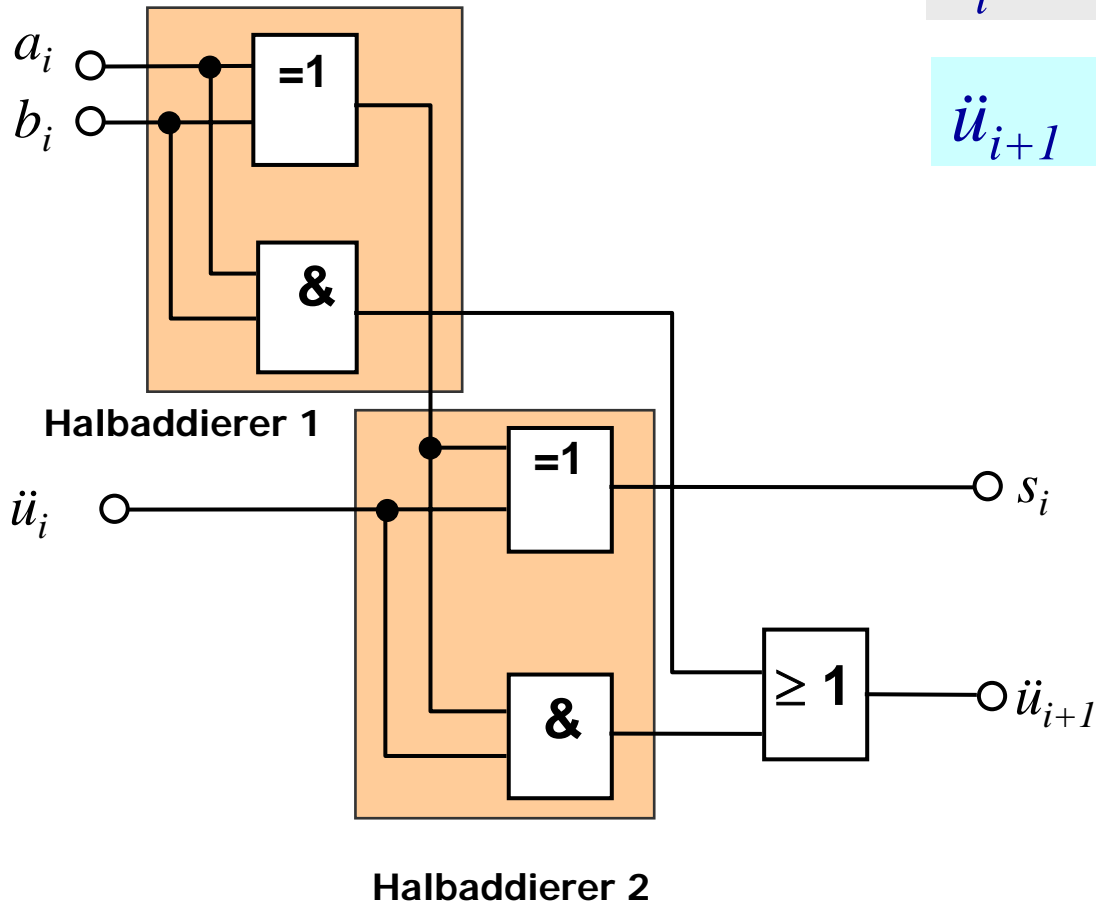 i
aᵢ
=1
bᵢ
üᵢ₊₁
&
Halbaddierer 1
=1
üᵢ
sᵢ
≥ 1
&
üᵢ₊₁
Halbaddierer 2